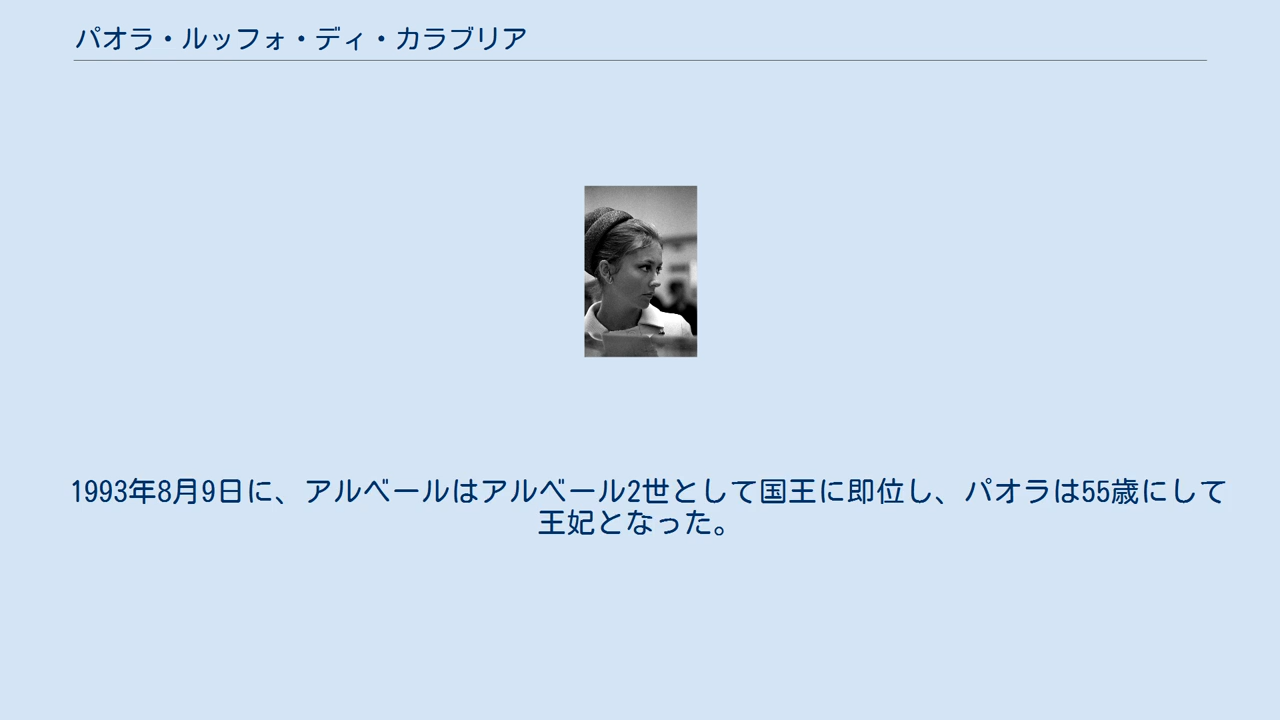 パオラ・ルッフォ・ディ・カラブリア
1993年8月9日に、アルベールはアルベール2世として国王に即位し、パオラは55歳にして
王妃となった。